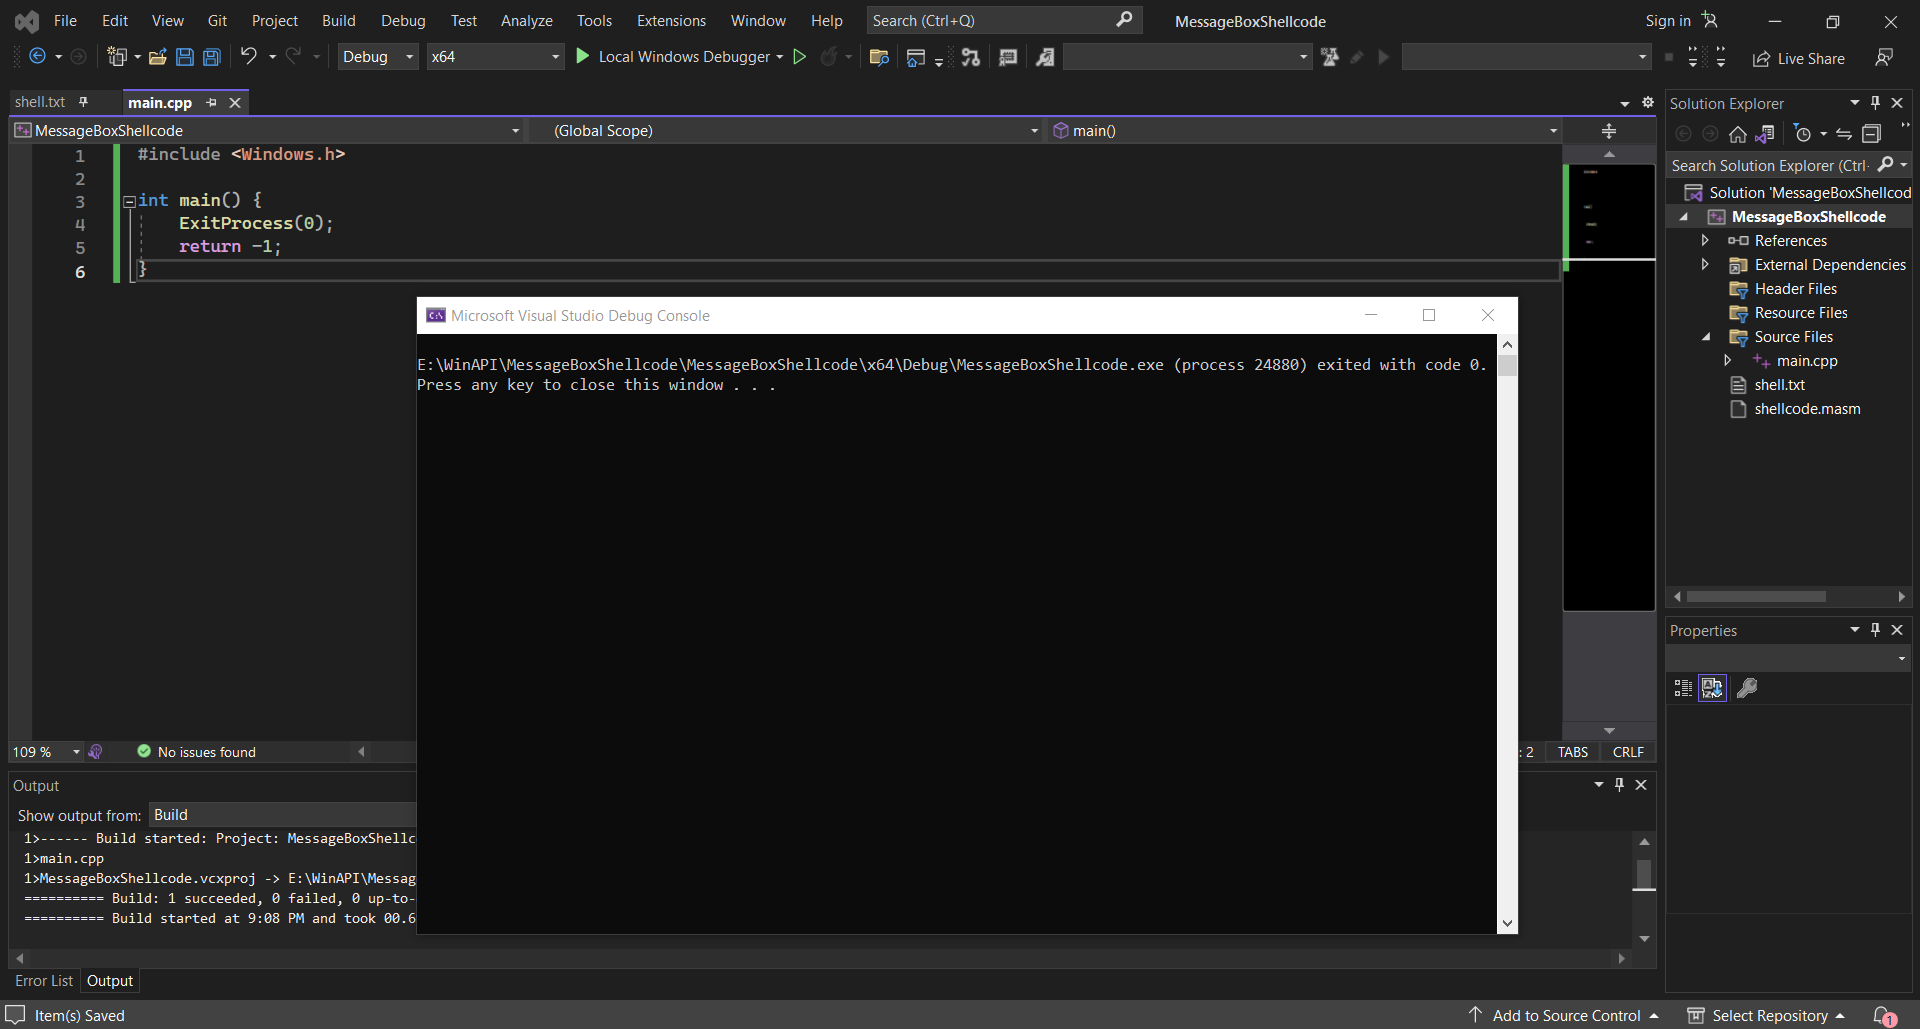 File Edit View Git Project Build Debug Test Analyze Tools Extensions Window Help Search (Ctrl+Q) MessageBoxShellcode Sign in
Debug x64 Local Windows Debugger Live Share
shell.txt main.cpp
MessageBoxShellcode (Global Scope) main()
1 #include <Windows.h>
2
3 int main() {
4 ExitProcess(0);
5 return -1;
6 }
Microsoft Visual Studio Debug Console
E:\WinAPI\MessageBoxShellcode\MessageBoxShellcode\x64\Debug\MessageBoxShellcode.exe (process 24880) exited with code 0.
Press any key to close this window . . .
109 % No issues found : 2 TABS CRLF
Output
Show output from: Build
1>------ Build started: Project: MessageBoxShellc
1>main.cpp
1>MessageBoxShellcode.vcxproj -> E:\WinAPI\Messag
========== Build: 1 succeeded, 0 failed, 0 up-to-
========== Build started at 9:08 PM and took 00.6
Error List Output
Solution Explorer
Search Solution Explorer (Ctrl-
Solution 'MessageBoxShellcod
MessageBoxShellcode
References
External Dependencies
Header Files
Resource Files
Source Files
main.cpp
shell.txt
shellcode.masm
Properties
Item(s) Saved Add to Source Control Select Repository 1